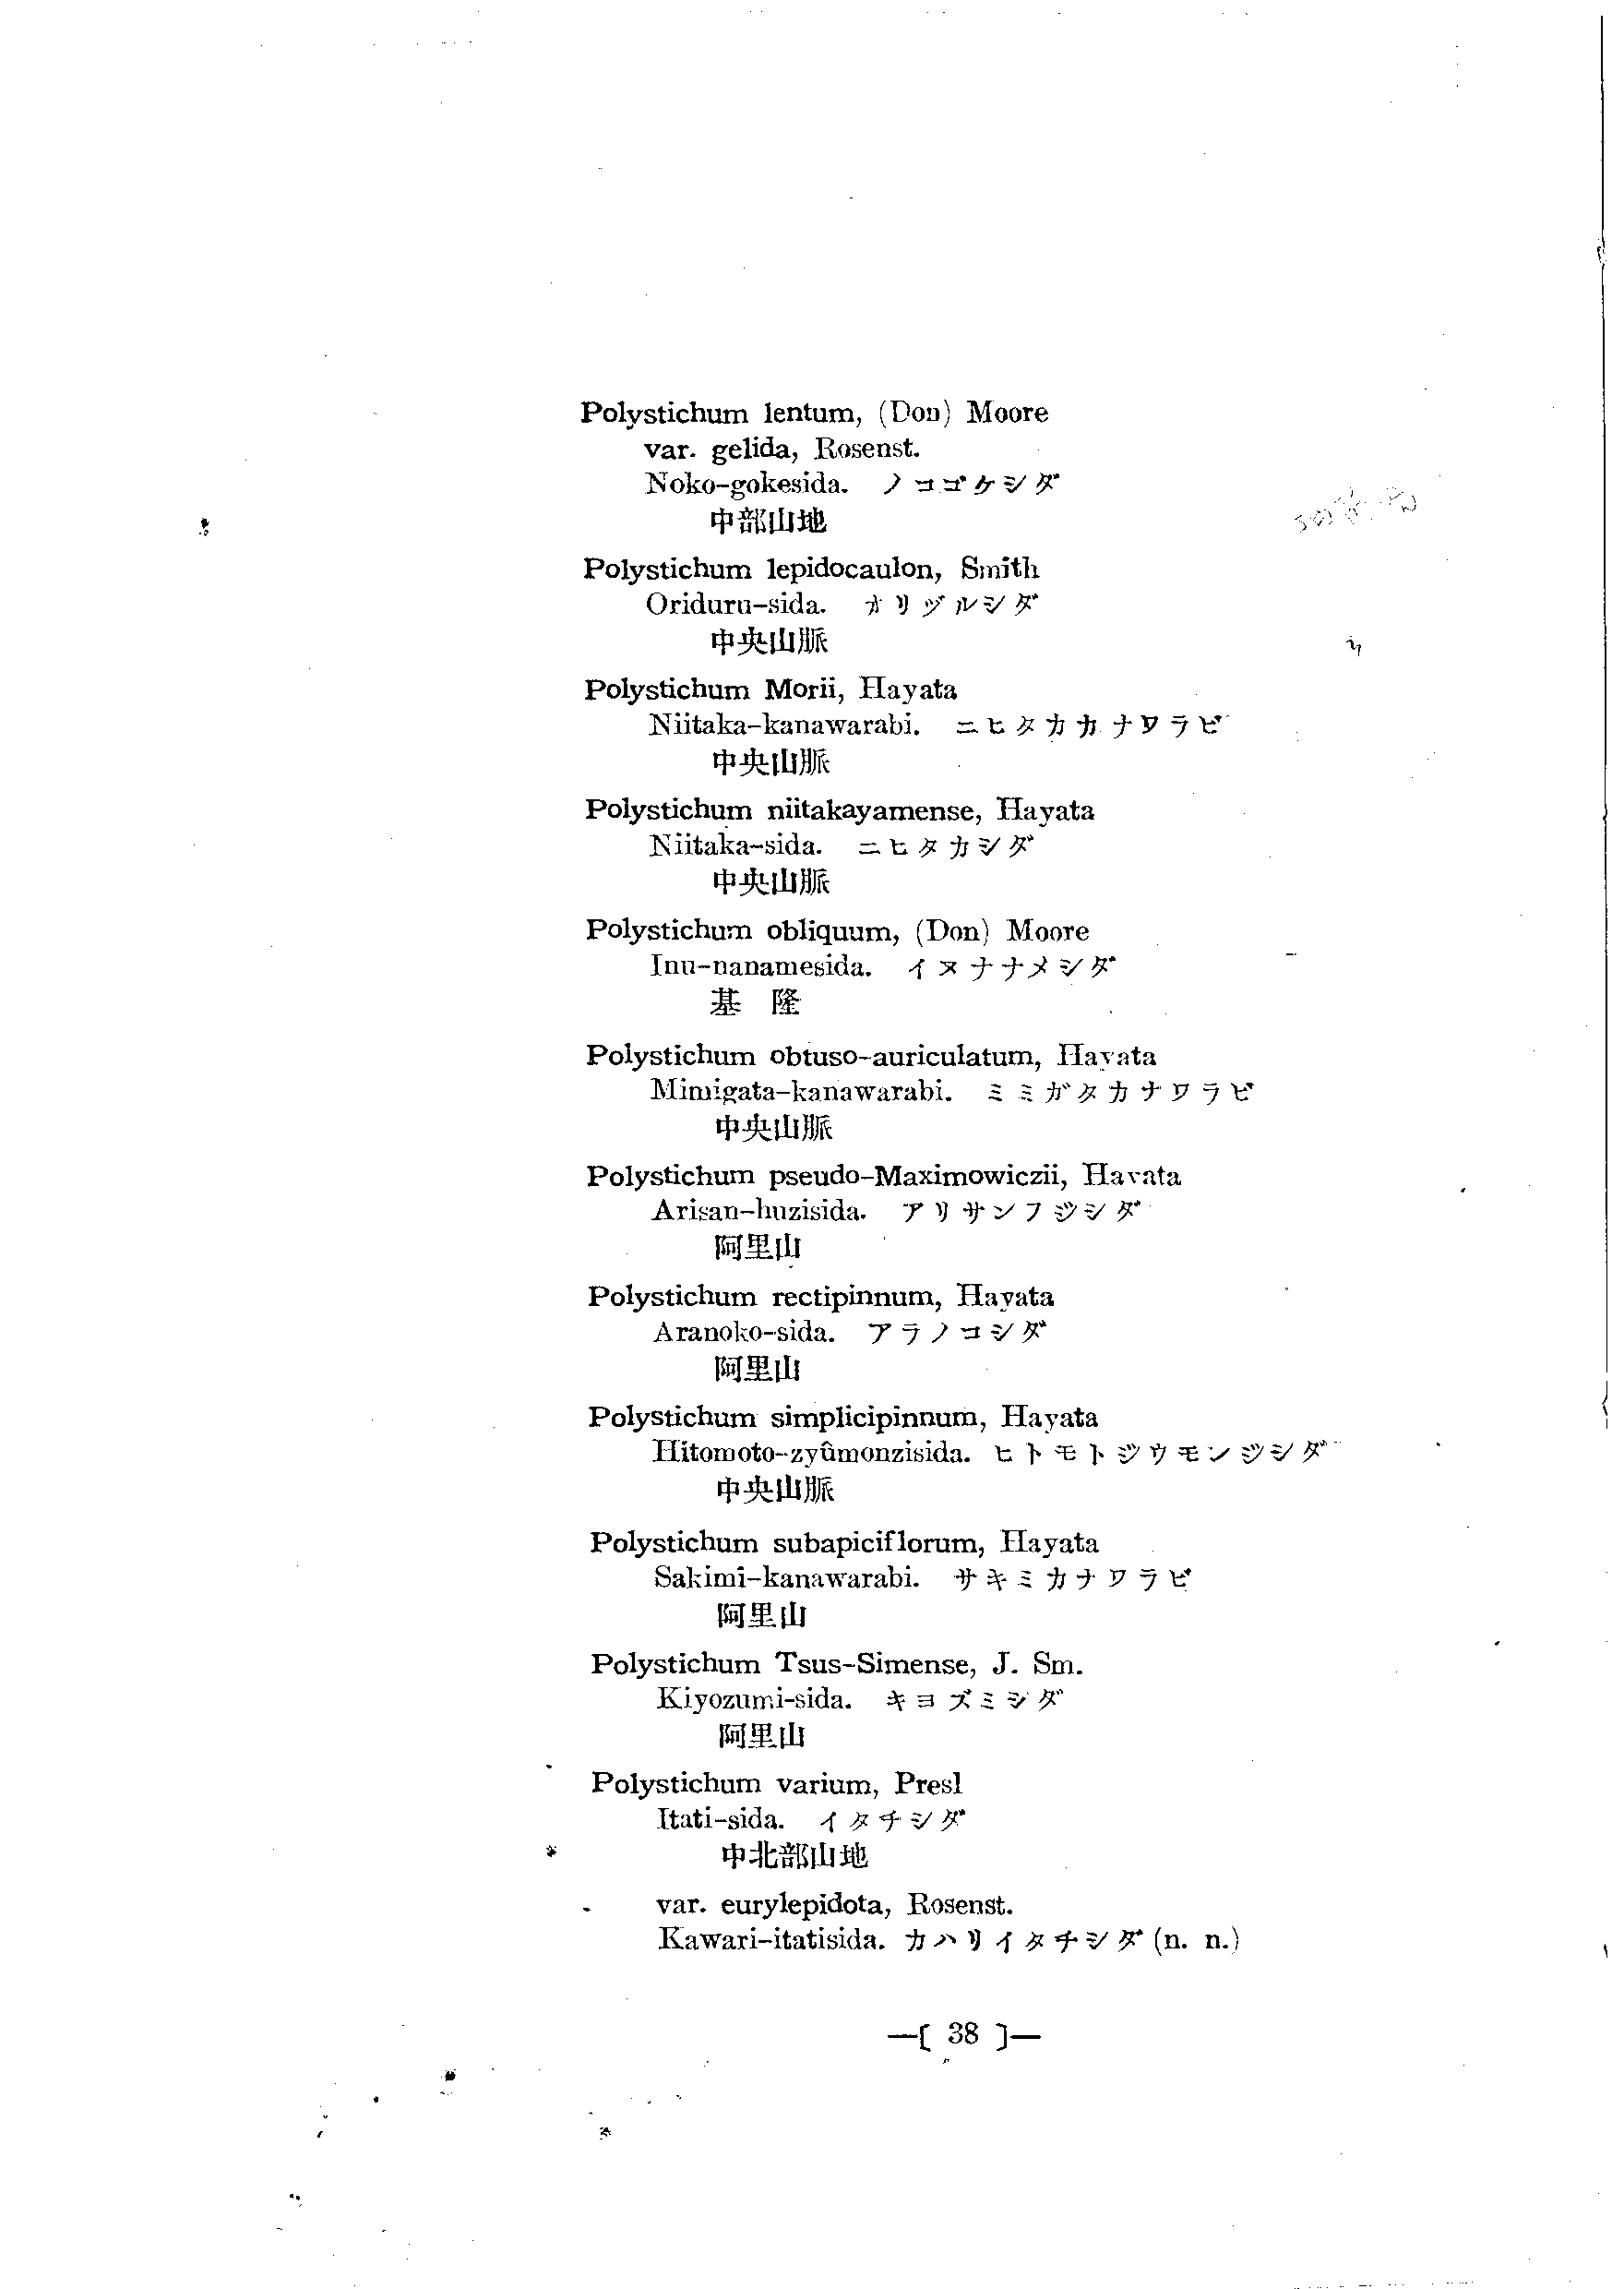 Polystichum lentum, (Don) Moore
var. gelida, Rosenst.
Noko-gokesida. ノコゴケシダ
中部山地
Polystichum lepidocaulon, Smith
Oriduru-sida. オリヅルシダ
中央山脈
Polystichum Morii, Hayata
Niitaka-kanawarabi. ニヒタカカナワラビ
中央山脈
Polystichum niitakayamense, Hayata
Niitaka-sida. ニヒタカシダ
中央山脈
Polystichum obliquum, (Don) Moore
Inu-nanamesida. イヌナナメシダ
基 隆
Polystichum obtuso-auriculatum, Hayata
Mimigata-kanawarabi. ミミガタカナワラビ
中央山脈
Polystichum pseudo-Maximowiczii, Hayata
Arisan-huzisida. アリサンフジシダ
阿里山
Polystichum rectipinnum, Hayata
Aranoko-sida. アラノコシダ
阿里山
Polystichum simplicipinnum, Hayata
Hitomoto-zyûmonzisida. ヒトモトジウモンジシダ
中央山脈
Polystichum subapiciflorum, Hayata
Sakimi-kanawarabi. サキミカナワラビ
阿里山
Polystichum Tsus-Simense, J. Sm.
Kiyozumi-sida. キヨズミシダ
阿里山
Polystichum varium, Presl
Itati-sida. イタチシダ
中北部山地
var. eurylepidota, Rosenst.
Kawari-itatisida. カハリイタチシダ (n. n.)
—[ 38 ]—